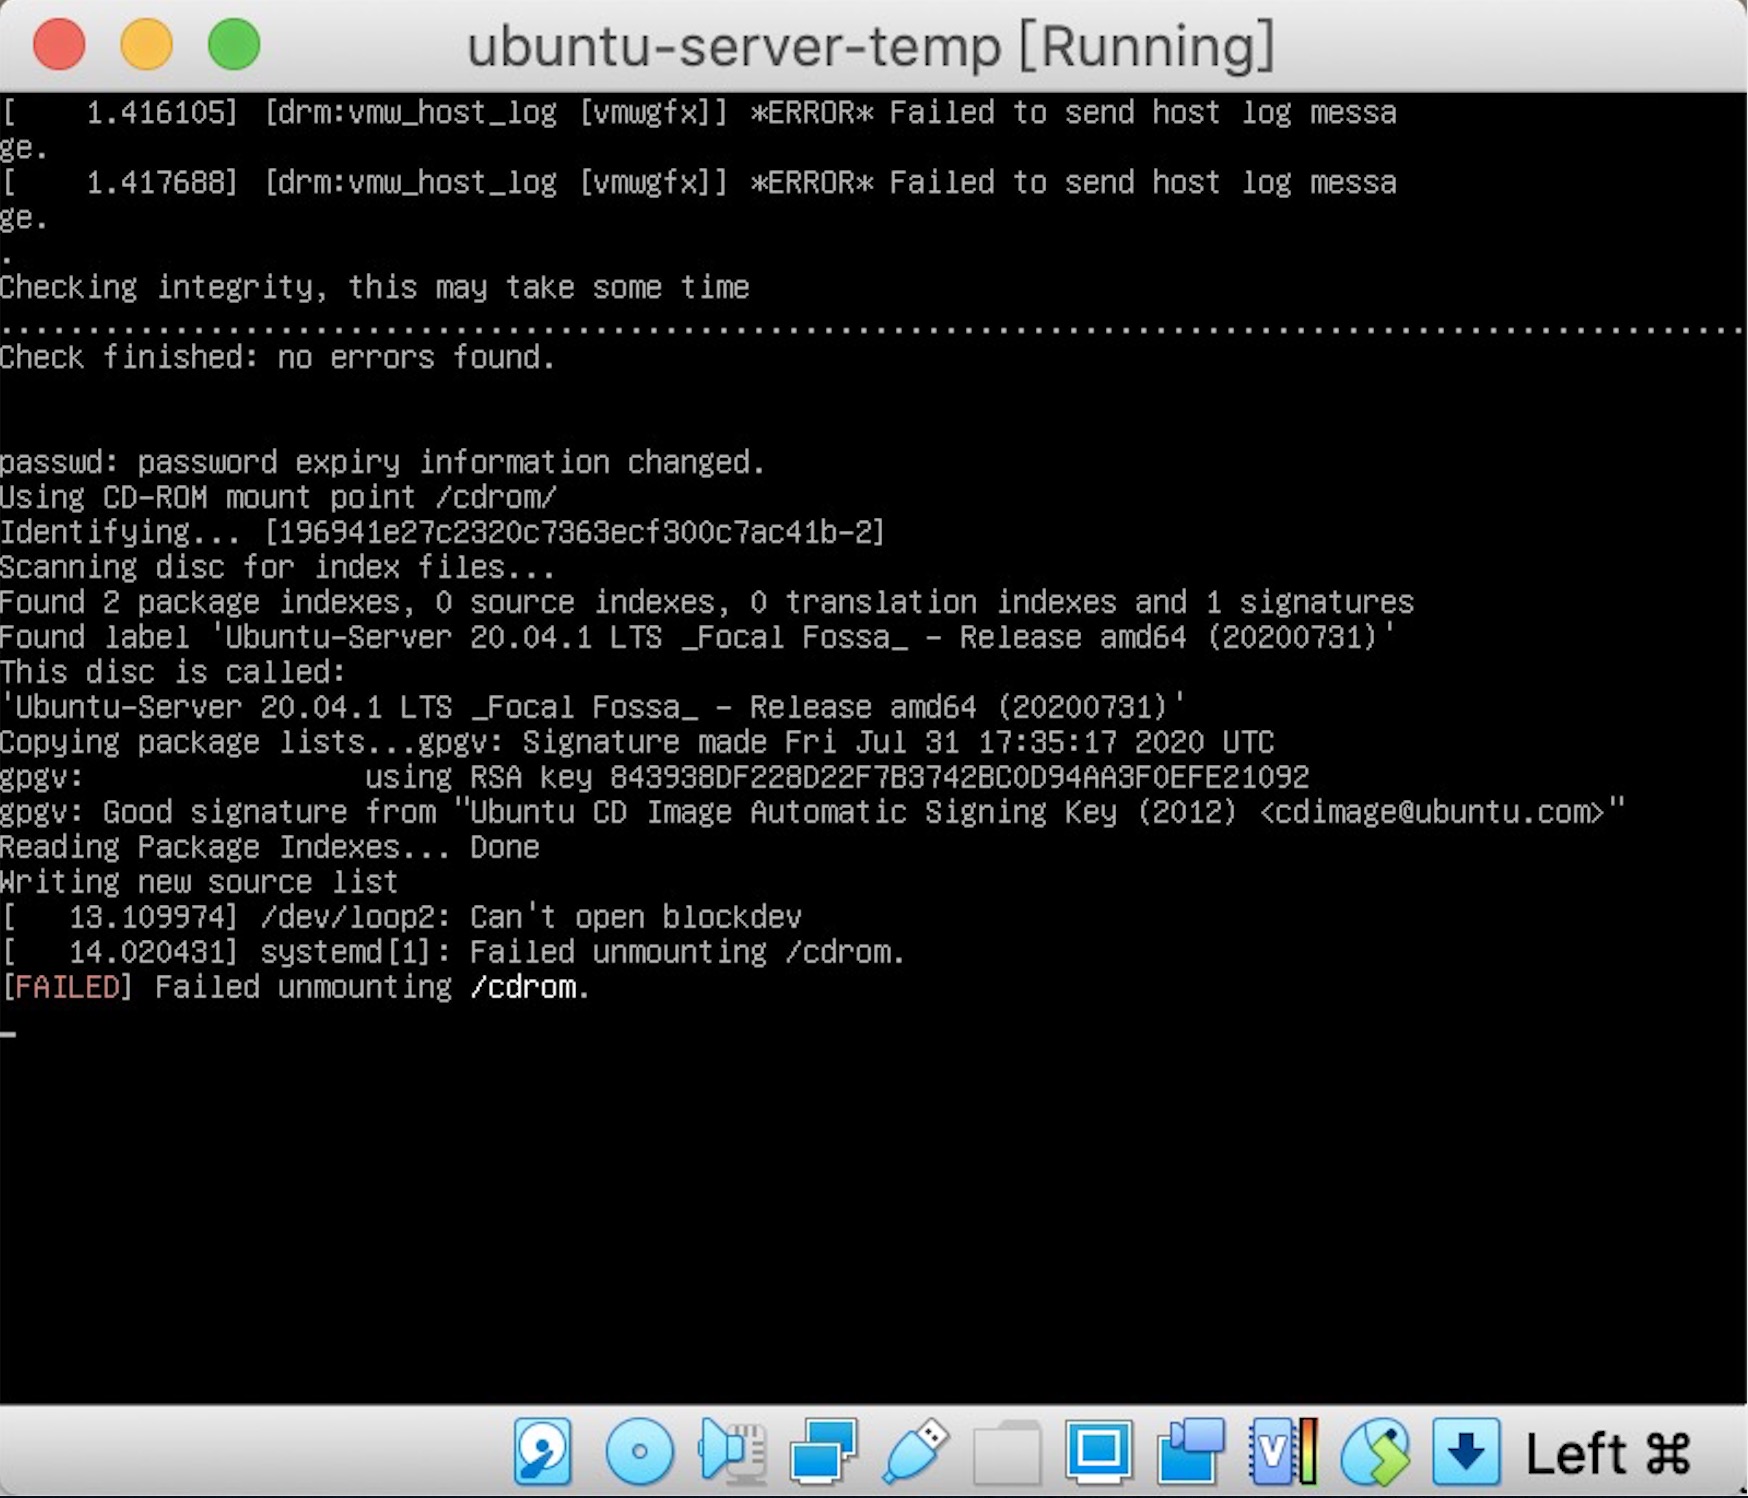 ubuntu-server-temp [Running]
[    1.416105] [drm:vmw_host_log [vmwgfx]] *ERROR* Failed to send host log messa
ge.
[    1.417688] [drm:vmw_host_log [vmwgfx]] *ERROR* Failed to send host log messa
ge.
.
Checking integrity, this may take some time
....................................................................................................
Check finished: no errors found.
passwd: password expiry information changed.
Using CD-ROM mount point /cdrom/
Identifying... [196941e27c2320c7363ecf300c7ac41b-2]
Scanning disc for index files...
Found 2 package indexes, 0 source indexes, 0 translation indexes and 1 signatures
Found label 'Ubuntu-Server 20.04.1 LTS _Focal Fossa_ - Release amd64 (20200731)'
This disc is called:
'Ubuntu-Server 20.04.1 LTS _Focal Fossa_ - Release amd64 (20200731)'
Copying package lists...gpgv: Signature made Fri Jul 31 17:35:17 2020 UTC
gpgv:                using RSA key 843938DF228D22F7B3742BC0D94AA3F0EFE21092
gpgv: Good signature from "Ubuntu CD Image Automatic Signing Key (2012) <cdimage@ubuntu.com>"
Reading Package Indexes... Done
Writing new source list
[   13.109974] /dev/loop2: Can't open blockdev
[   14.020431] systemd[1]: Failed unmounting /cdrom.
[FAILED] Failed unmounting /cdrom.
Left ⌘